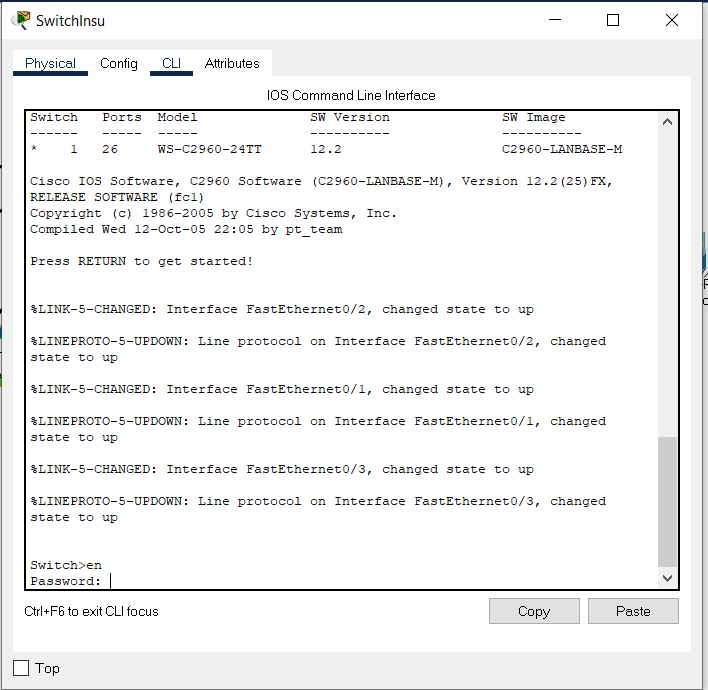 SwitchInsu
Physical Config CLI Attributes
IOS Command Line Interface
Switch Ports Model SW Version SW Image
------ ----- ----- ---------- ----------
* 1 26 WS-C2960-24TT 12.2 C2960-LANBASE-M
Cisco IOS Software, C2960 Software (C2960-LANBASE-M), Version 12.2(25)FX,
RELEASE SOFTWARE (fc1)
Copyright (c) 1986-2005 by Cisco Systems, Inc.
Compiled Wed 12-Oct-05 22:05 by pt_team
Press RETURN to get started!
%LINK-5-CHANGED: Interface FastEthernet0/2, changed state to up
%LINEPROTO-5-UPDOWN: Line protocol on Interface FastEthernet0/2, changed
state to up
%LINK-5-CHANGED: Interface FastEthernet0/1, changed state to up
%LINEPROTO-5-UPDOWN: Line protocol on Interface FastEthernet0/1, changed
state to up
%LINK-5-CHANGED: Interface FastEthernet0/3, changed state to up
%LINEPROTO-5-UPDOWN: Line protocol on Interface FastEthernet0/3, changed
state to up
Switch>en
Password:
Ctrl+F6 to exit CLI focus
Copy Paste
Top